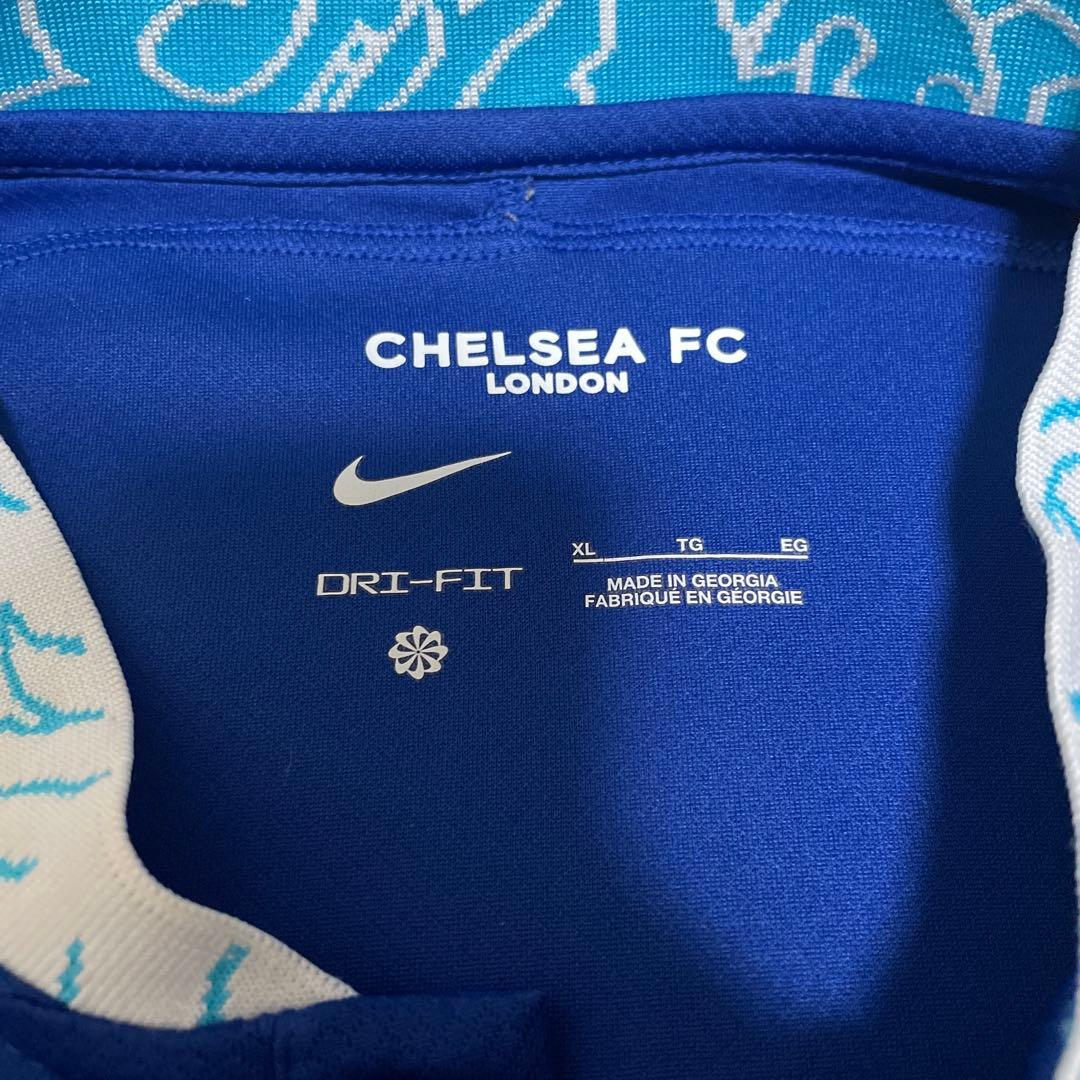 CHELSEA FC
LONDON
DRI-FIT
XL TG EG
MADE IN GEORGIA
FABRIQUÉ EN GÉORGIE